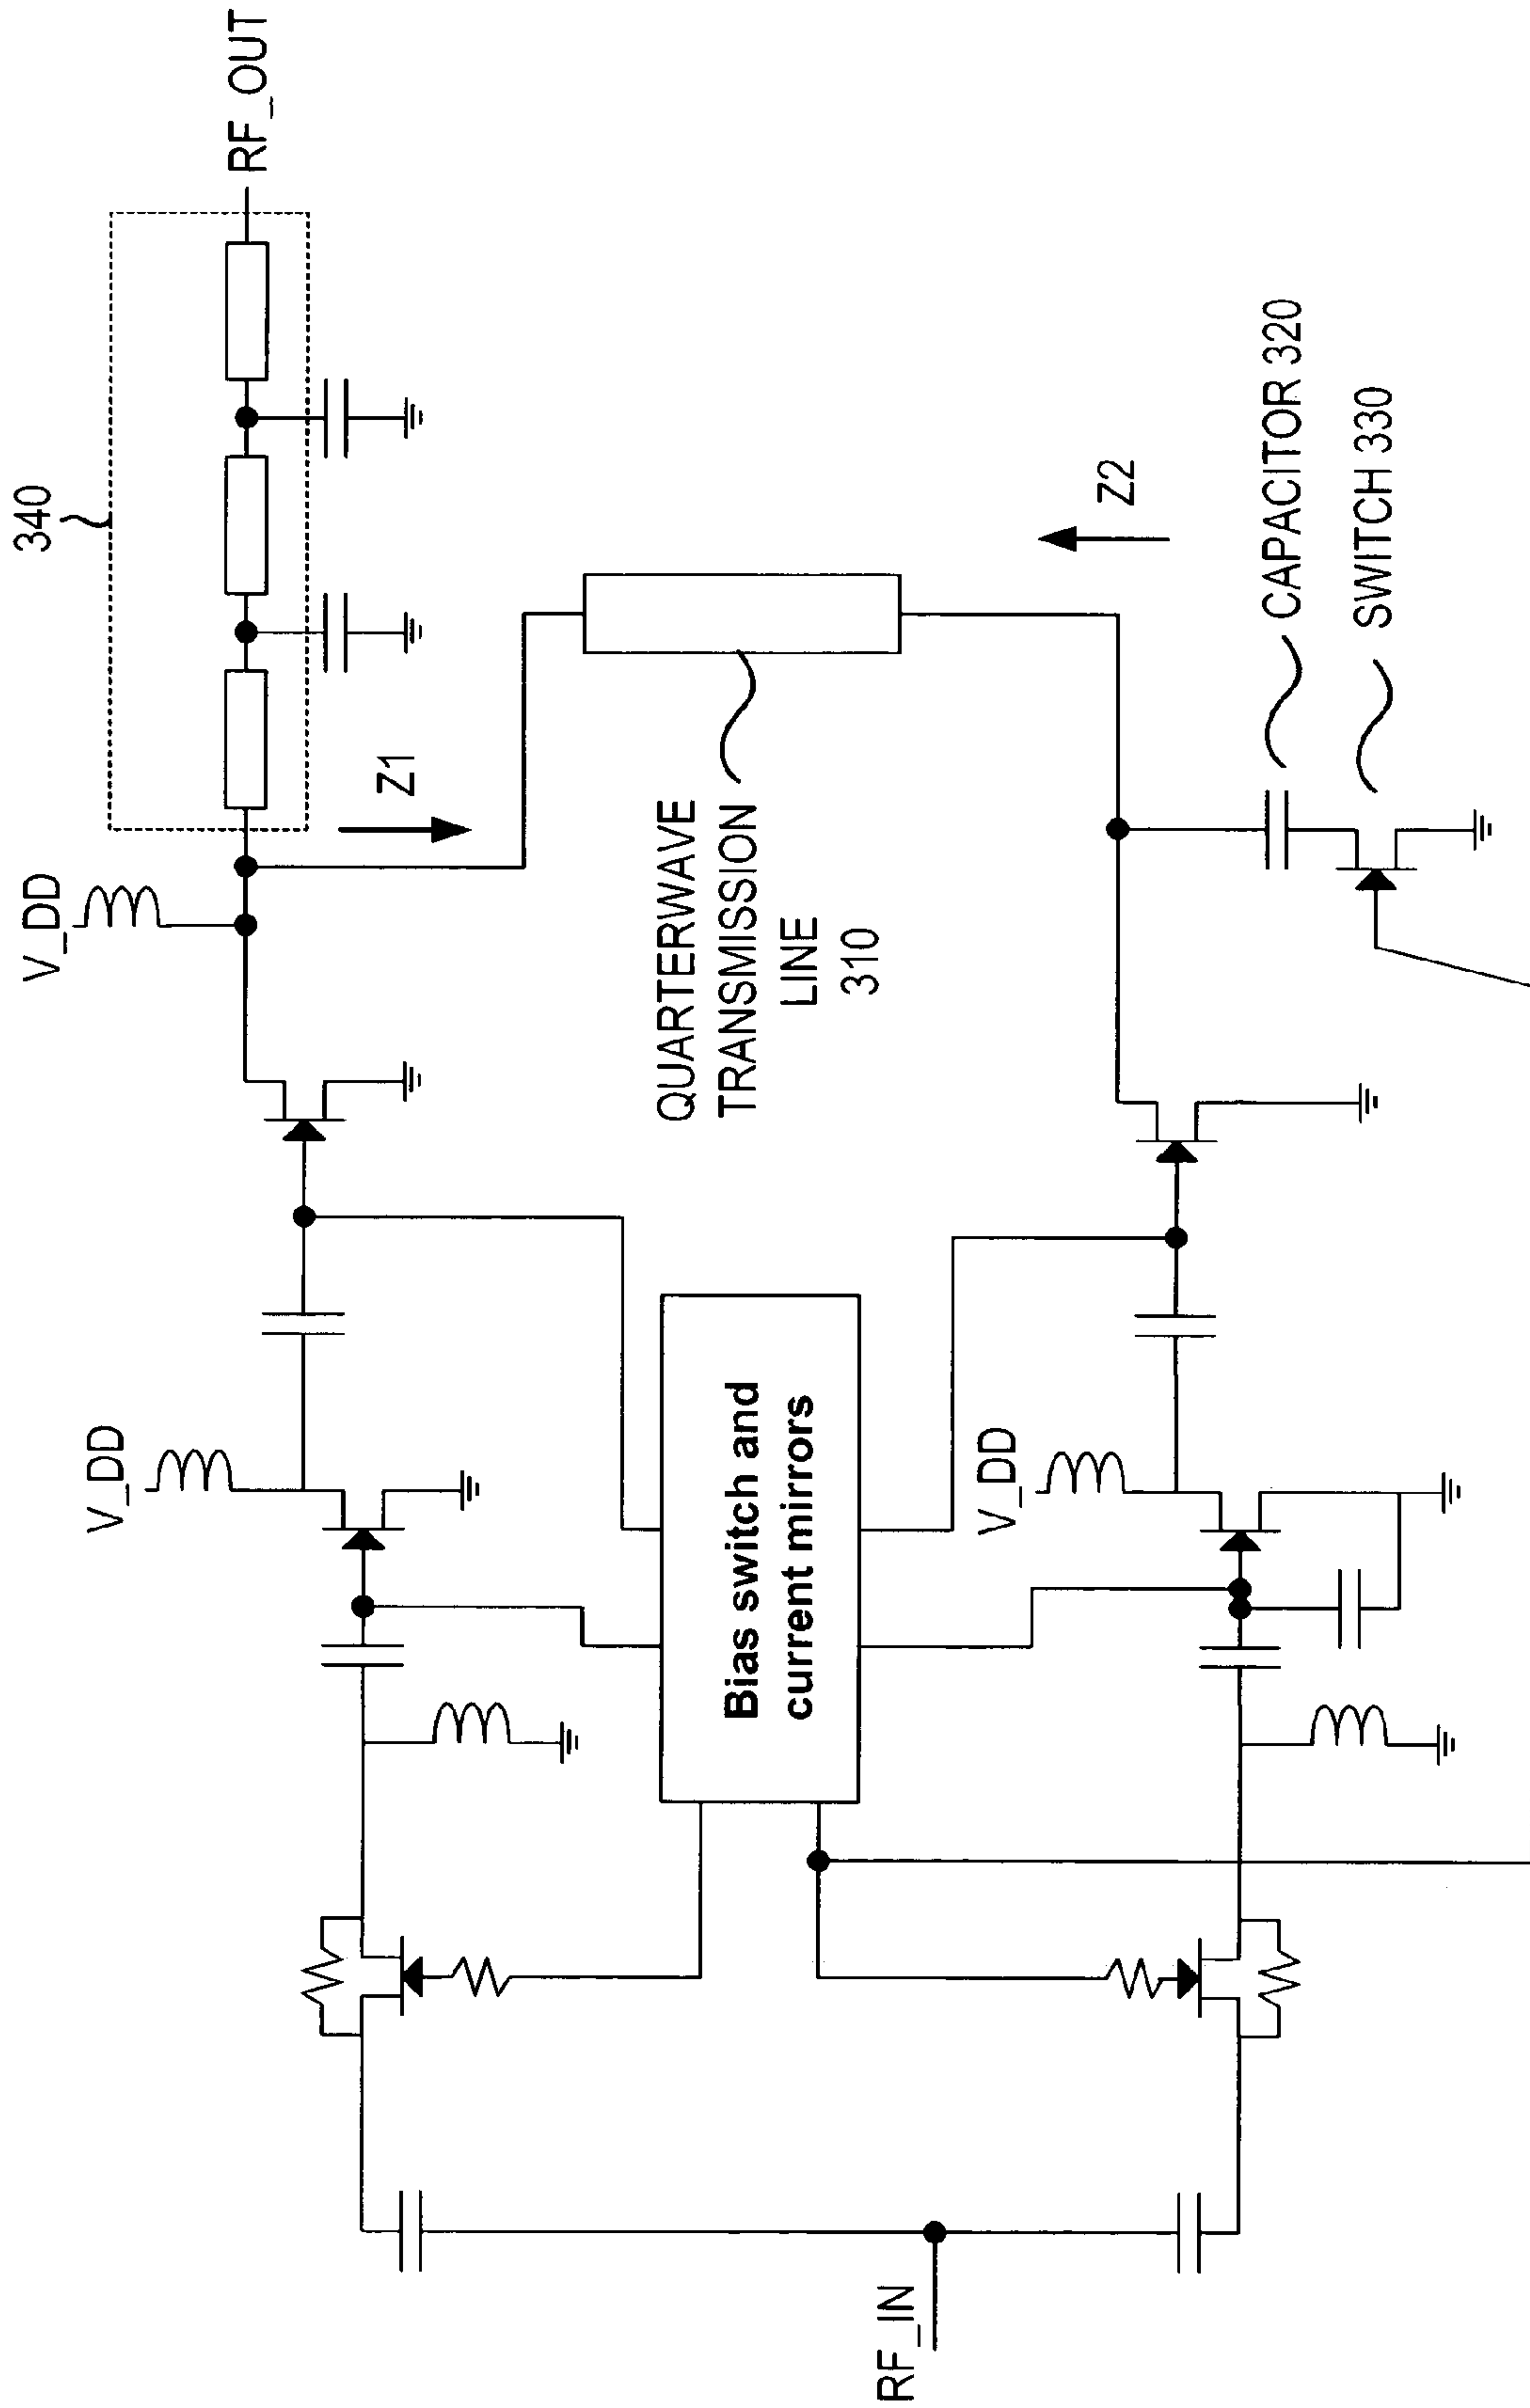 340
V_DD
RF_OUT
Z1
V_DD
QUARTERWAVE
TRANSMISSION
LINE
310
Z2
Bias switch and
current mirrors
V_DD
CAPACITOR 320
SWITCH 330
RF_IN